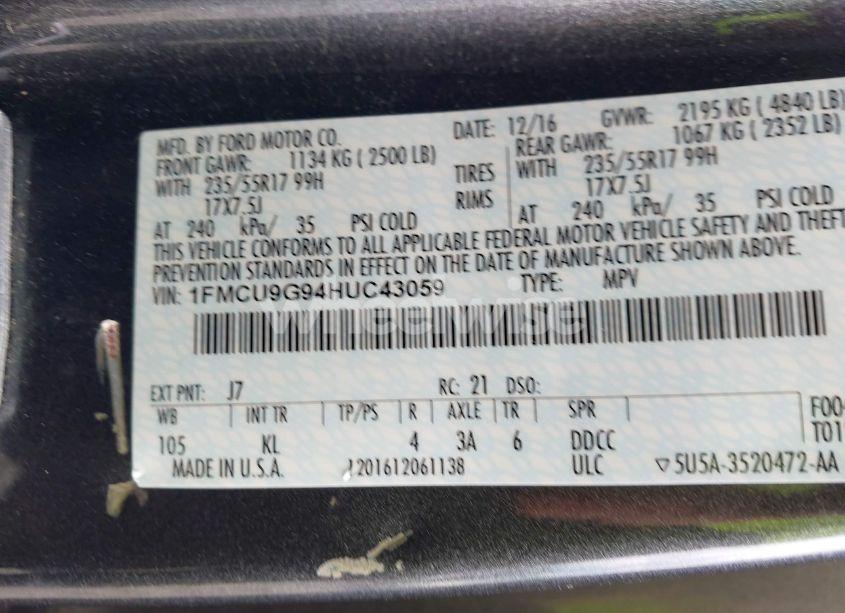 MFD. BY FORD MOTOR CO. DATE: 12/16 GVWR: 2195 KG ( 4840 LB)
FRONT GAWR: 1134 KG ( 2500 LB) REAR GAWR: 1067 KG ( 2352 LB)
WITH 235/55R17 99H TIRES WITH 235/55R17 99H
17X7.5J RIMS 17X7.5J
AT 240 kPa/ 35 PSI COLD AT 240 kPa/ 35 PSI COLD
THIS VEHICLE CONFORMS TO ALL APPLICABLE FEDERAL MOTOR VEHICLE SAFETY AND THEFT
PREVENTION STANDARDS IN EFFECT ON THE DATE OF MANUFACTURE SHOWN ABOVE.
VIN: 1FMCU9G94HUC43059 TYPE: MPV
wheelwise
EXT PNT: J7 RC: 21 DSO:
WB INT TR TP/PS R AXLE TR SPR
105 KL 4 3A 6 DDCC
MADE IN U.S.A. 201612061138 ULC 5U5A-3520472-AA